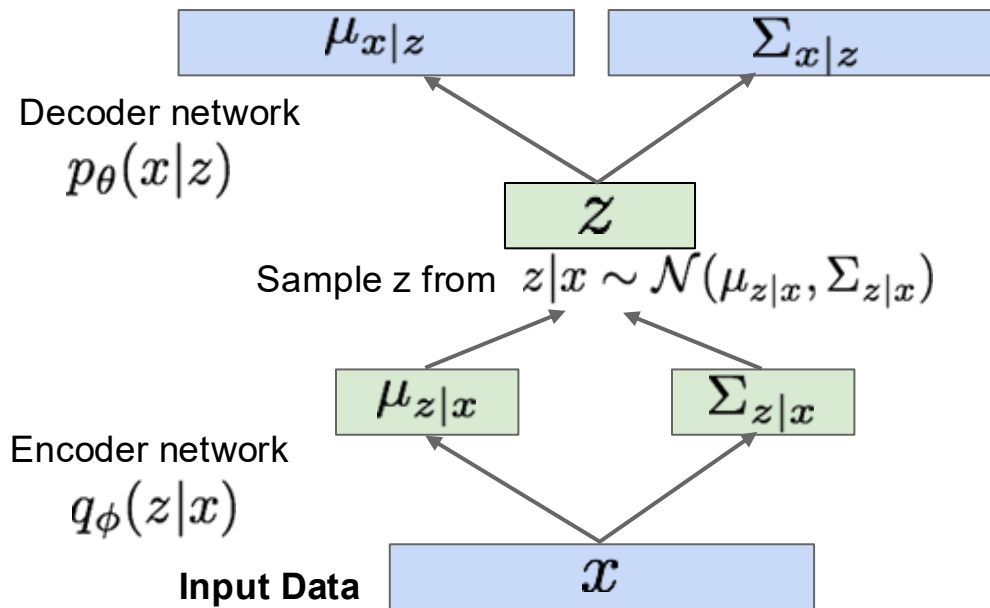 μ_{x|z} Σ_{x|z}
Decoder network
p_θ(x|z)
z
Sample z from z|x ∼ 𝒩(μ_{z|x}, Σ_{z|x})
μ_{z|x} Σ_{z|x}
Encoder network
q_ϕ(z|x)
Input Data x